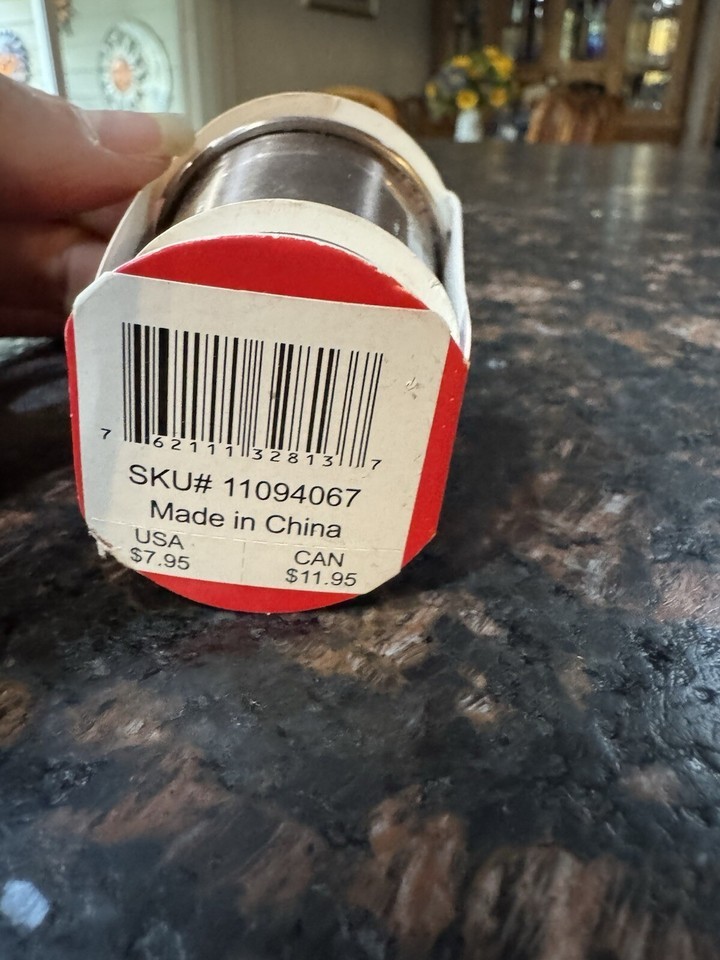 7 62111 32813 7
SKU# 11094067
Made in China
USA CAN
$7.95 $11.95